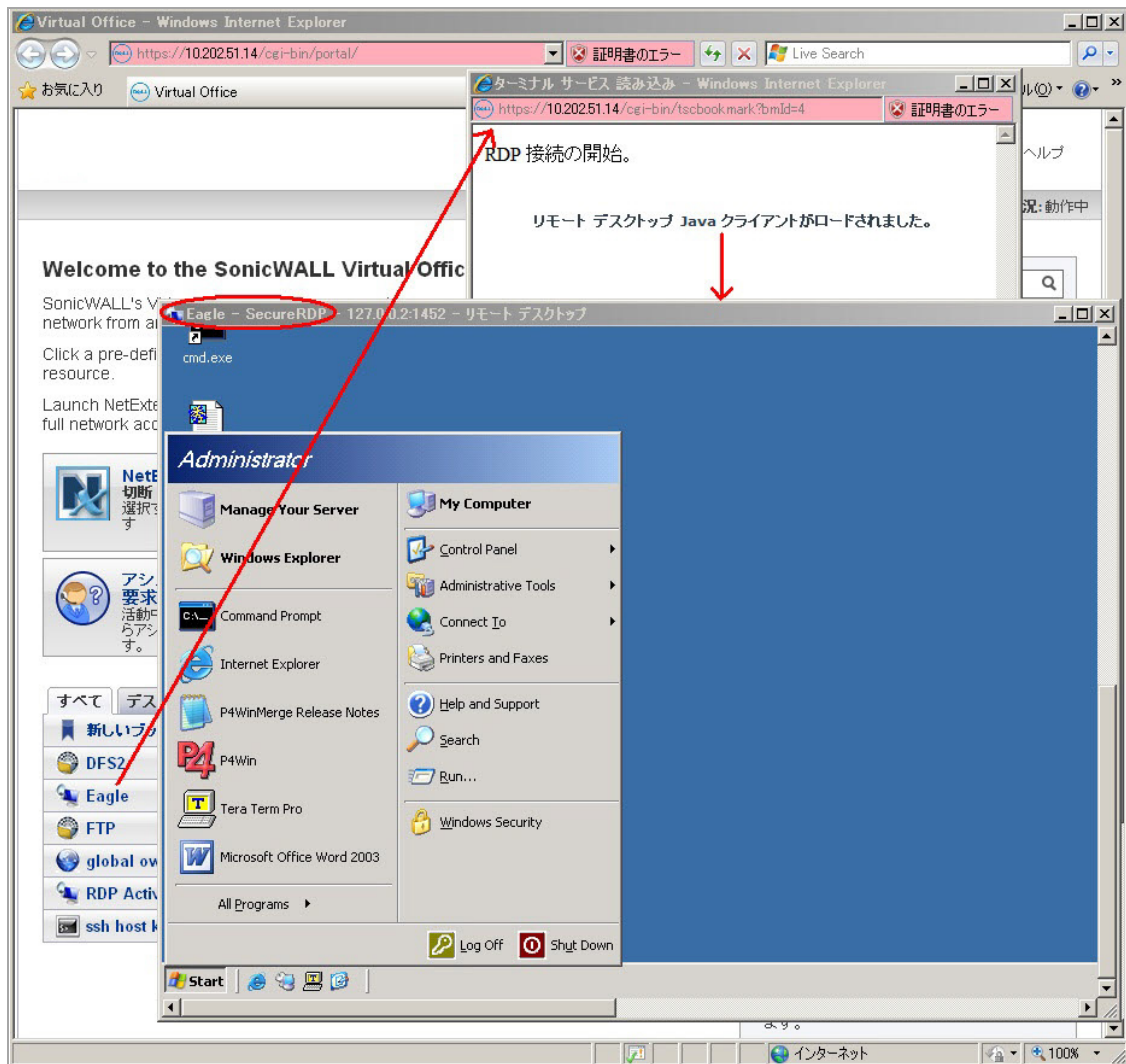 Virtual Office - Windows Internet Explorer
https://10.202.51.14/cgi-bin/portal/
証明書のエラー
Live Search
お気に入り
Virtual Office
ル(O)
ターミナル サービス 読み込み - Windows Internet Explorer
https://10.202.51.14/cgi-bin/tscbookmark?bmId=4
証明書のエラー
RDP 接続の開始。
ヘルプ
況:動作中
リモート デスクトップ Java クライアントがロードされました。
Welcome to the SonicWALL Virtual Offic
SonicWALL's V
network from a
Click a pre-defi
resource.
Launch NetExte
full network acc
NetE
切断
選択
す
アシ
要求
活動中
らアシ
す。
すべて
デス
新しいブッ
DFS2
Eagle
FTP
global ow
RDP Activ
ssh host k
Eagle - SecureRDP - 127.0.0.2:1452 - リモート デスクトップ
cmd.exe
Administrator
Manage Your Server
Windows Explorer
Command Prompt
Internet Explorer
P4WinMerge Release Notes
P4Win
Tera Term Pro
Microsoft Office Word 2003
All Programs
My Computer
Control Panel
Administrative Tools
Connect To
Printers and Faxes
Help and Support
Search
Run...
Windows Security
Log Off
Shut Down
Start
ます。
インターネット
100%